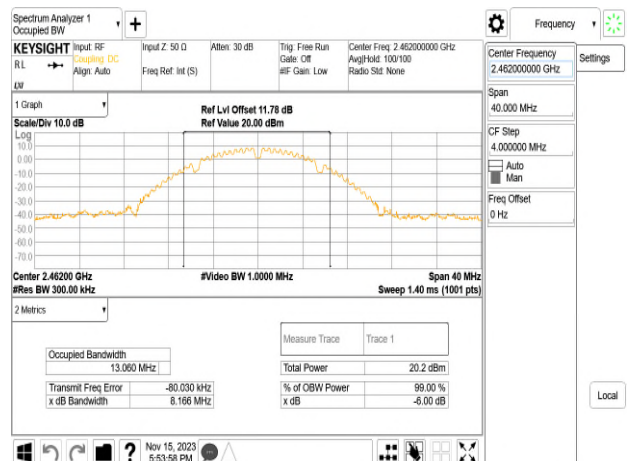 Spectrum Analyzer 1
Occupied BW
+
Frequency
KEYSIGHT
Input: RF
Input Z: 50 Ω
Atten: 30 dB
Trig: Free Run
Center Freq: 2.462000000 GHz
RL
Coupling: DC
Gate: Off
Avg|Hold: 100/100
Align: Auto
Freq Ref: Int (S)
#IF Gain: Low
Radio Std: None
LXI
Center Frequency
2.462000000 GHz
Settings
Span
40.000 MHz
CF Step
4.000000 MHz
Auto
Man
Freq Offset
0 Hz
Local
1 Graph
Ref Lvl Offset 11.78 dB
Scale/Div 10.0 dB
Ref Value 20.00 dBm
Log
10.0
0.00
-10.0
-20.0
-30.0
-40.0
-50.0
-60.0
-70.0
Center 2.46200 GHz
#Video BW 1.0000 MHz
Span 40 MHz
#Res BW 300.00 kHz
Sweep 1.40 ms (1001 pts)
2 Metrics
Measure Trace
Trace 1
Occupied Bandwidth
13.060 MHz
Total Power
20.2 dBm
Transmit Freq Error
-80.030 kHz
% of OBW Power
99.00 %
x dB Bandwidth
8.166 MHz
x dB
-6.00 dB
?
Nov 15, 2023
5:53:58 PM